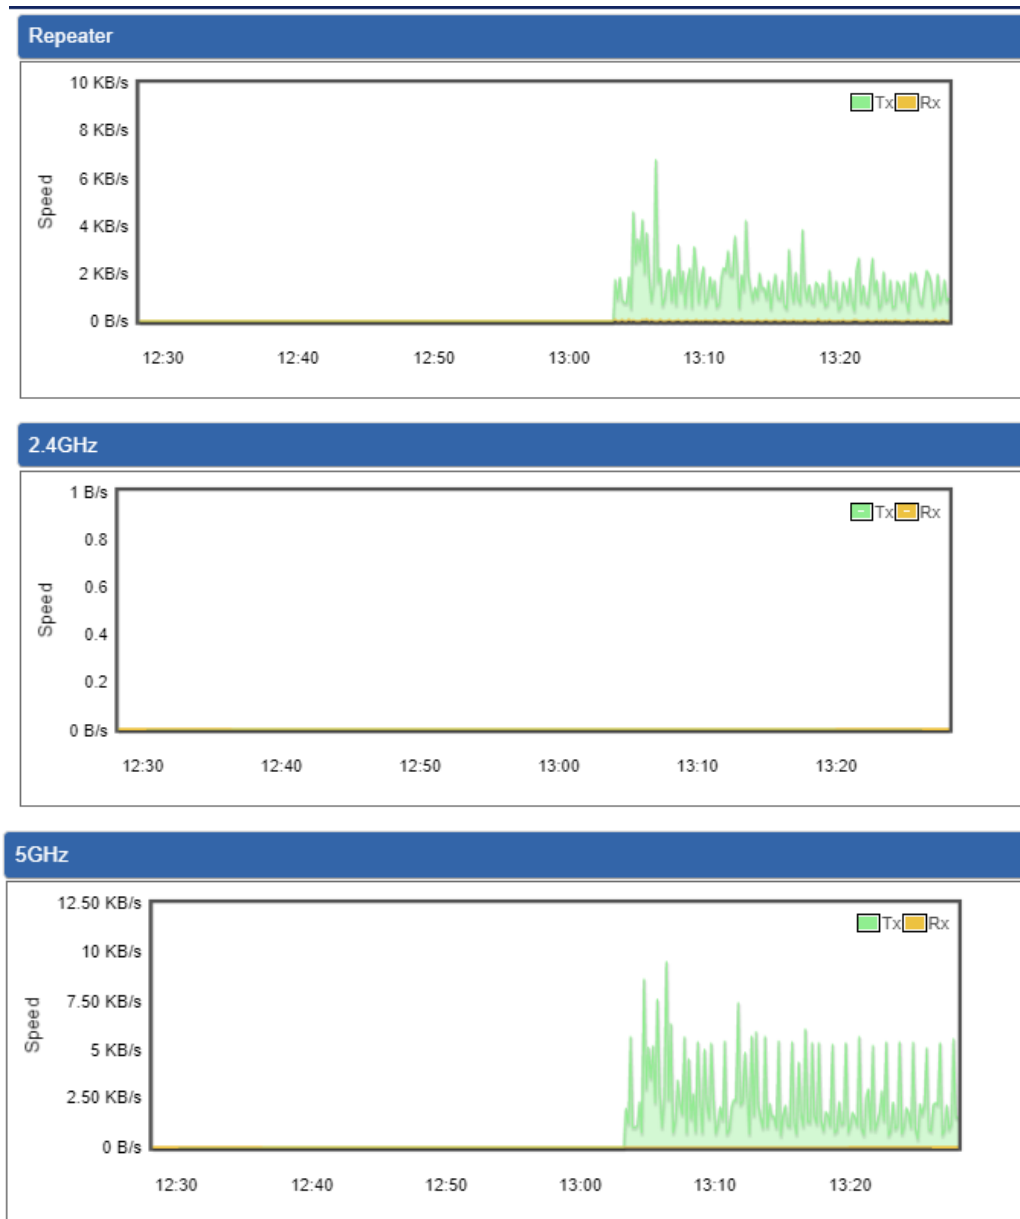 Repeater
10 KB/s
Tx Rx
8 KB/s
6 KB/s
Speed
4 KB/s
2 KB/s
0 B/s
12:30 12:40 12:50 13:00 13:10 13:20
2.4GHz
1 B/s
Tx Rx
0.8
0.6
Speed
0.4
0.2
0 B/s
12:30 12:40 12:50 13:00 13:10 13:20
5GHz
12.50 KB/s
Tx Rx
10 KB/s
7.50 KB/s
Speed
5 KB/s
2.50 KB/s
0 B/s
12:30 12:40 12:50 13:00 13:10 13:20